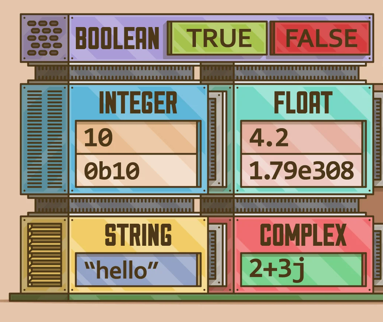 BOOLEAN TRUE FALSE
INTEGER
10
0b10
FLOAT
4.2
1.79e308
STRING
“hello”
COMPLEX
2+3j